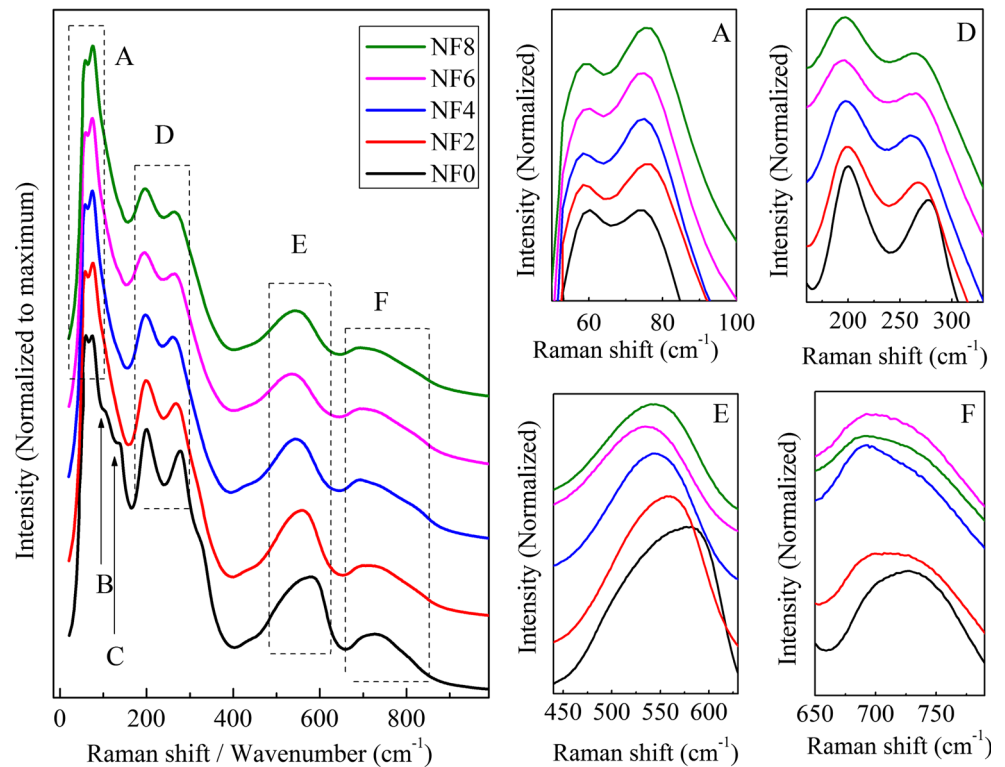 A
D
E
F
B
C
NF8
NF6
NF4
NF2
NF0
Intensity (Normalized to maximum)
0 200 400 600 800
Raman shift / Wavenumber (cm⁻¹)
A
Intensity (Normalized)
60 80 100
Raman shift (cm⁻¹)
D
Intensity (Normalized)
200 250 300
Raman shift (cm⁻¹)
E
Intensity (Normalized)
450 500 550 600
Raman shift (cm⁻¹)
F
Intensity (Normalized)
650 700 750
Raman shift (cm⁻¹)